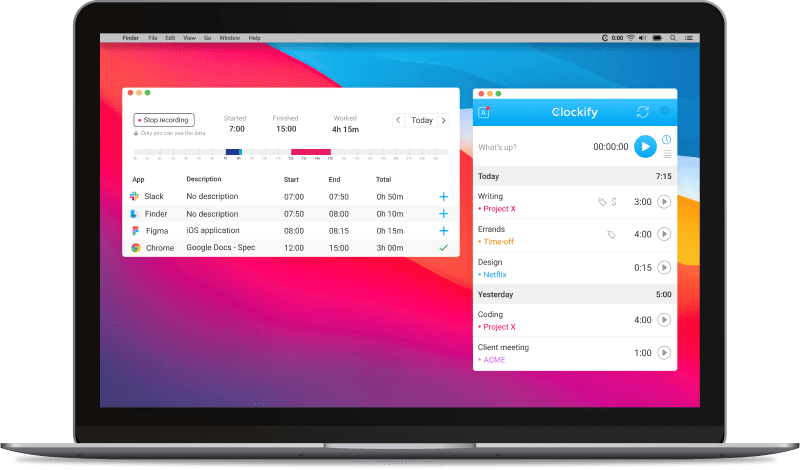 Finder File Edit View Go Window Help
0:00
Stop recording
Only you can see the data.
Started
7:00
Finished
15:00
Worked
4h 15m
Today
App Description Start End Total
Slack No description 07:00 07:50 0h 50m
Finder No description 07:50 08:00 0h 10m
Figma iOS application 08:00 08:15 0h 15m
Chrome Google Docs - Spec 12:00 15:00 3h 00m
A
Clockify
What's up? 00:00:00
Today 7:15
Writing
• Project X
S 3:00
Errands
• Time-off
4:00
Design
• Netflix
0:15
Yesterday 5:00
Coding
• Project X
4:00
Client meeting
• ACME
1:00